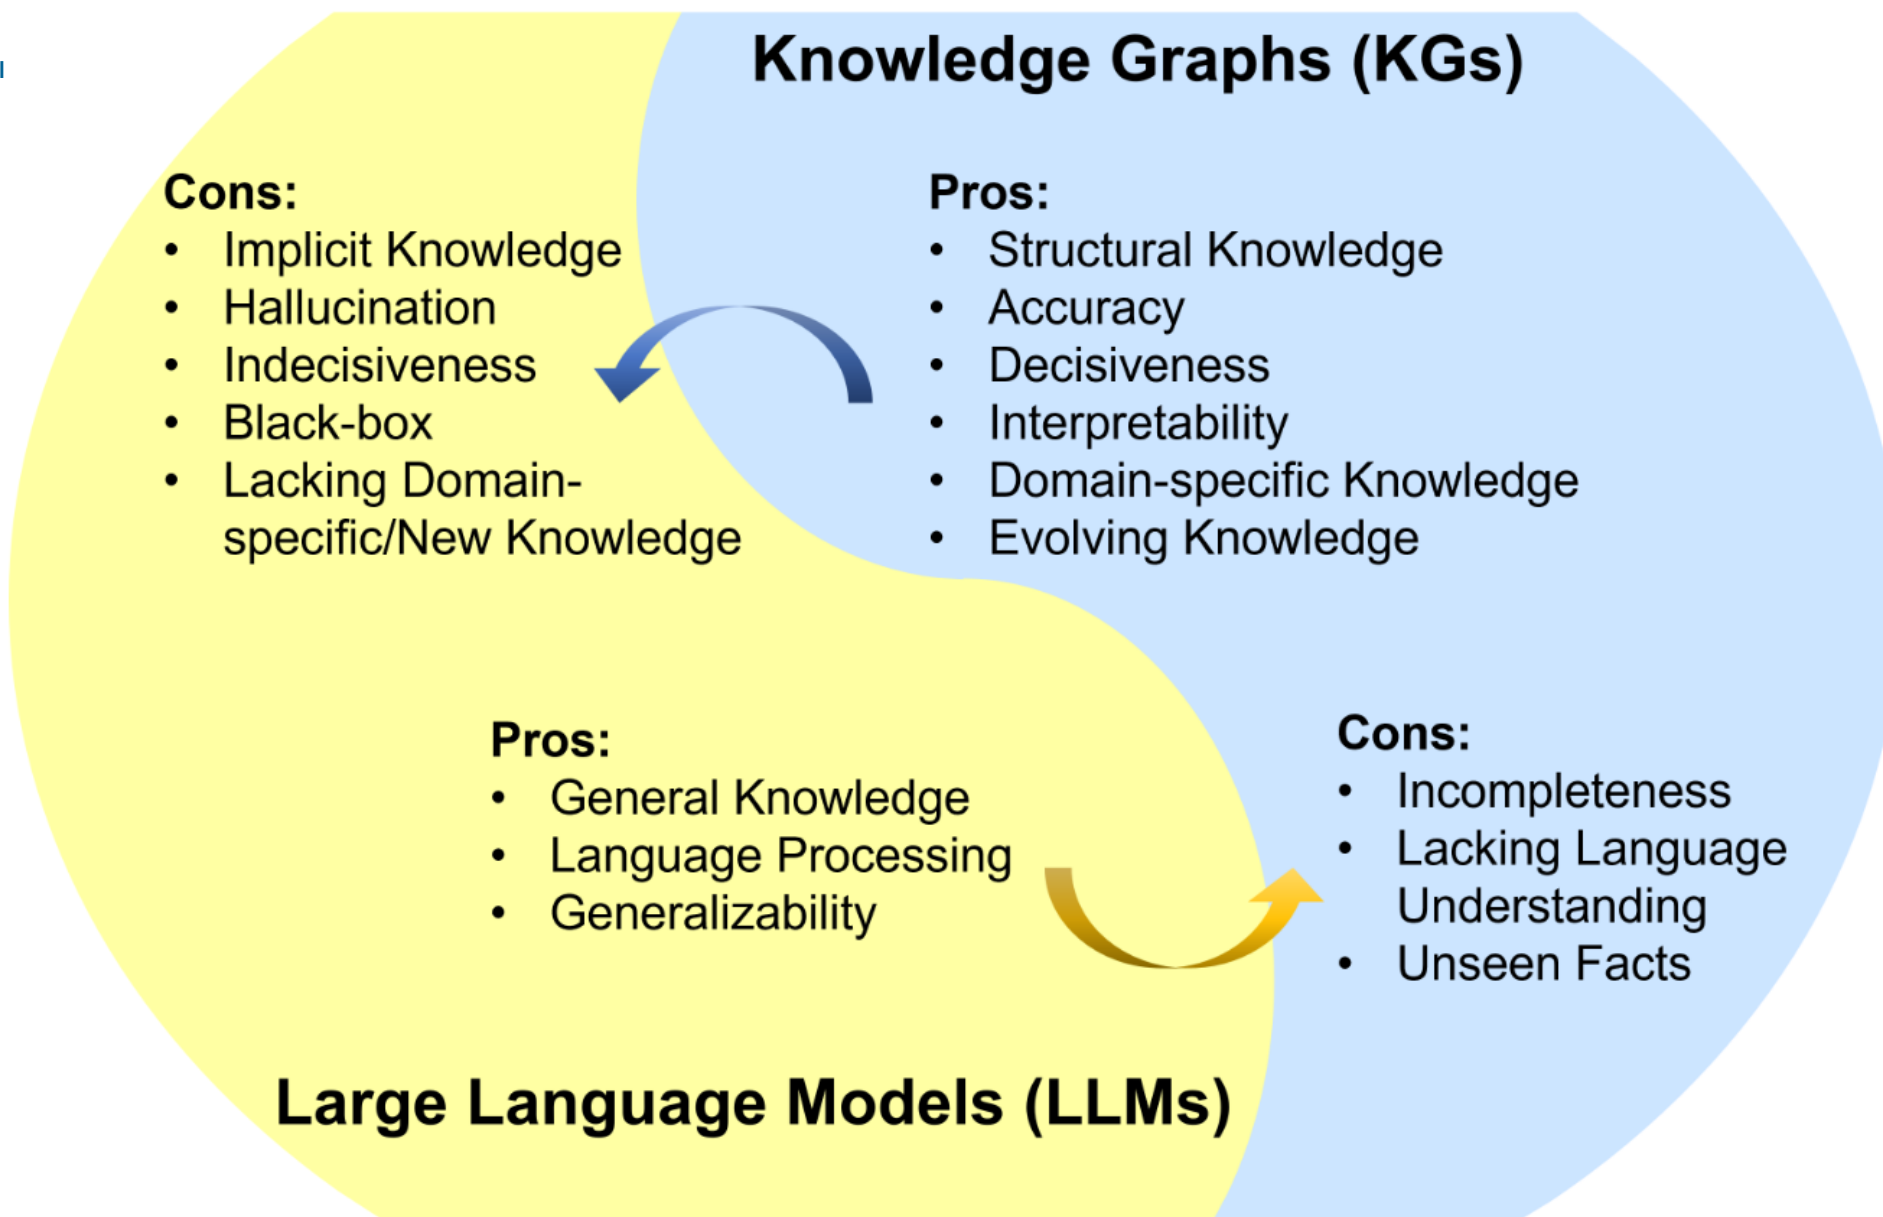 Knowledge Graphs (KGs)
Cons:
• Implicit Knowledge
• Hallucination
• Indecisiveness
• Black-box
• Lacking Domain-
specific/New Knowledge
Pros:
• Structural Knowledge
• Accuracy
• Decisiveness
• Interpretability
• Domain-specific Knowledge
• Evolving Knowledge
Pros:
• General Knowledge
• Language Processing
• Generalizability
Cons:
• Incompleteness
• Lacking Language
Understanding
• Unseen Facts
Large Language Models (LLMs)